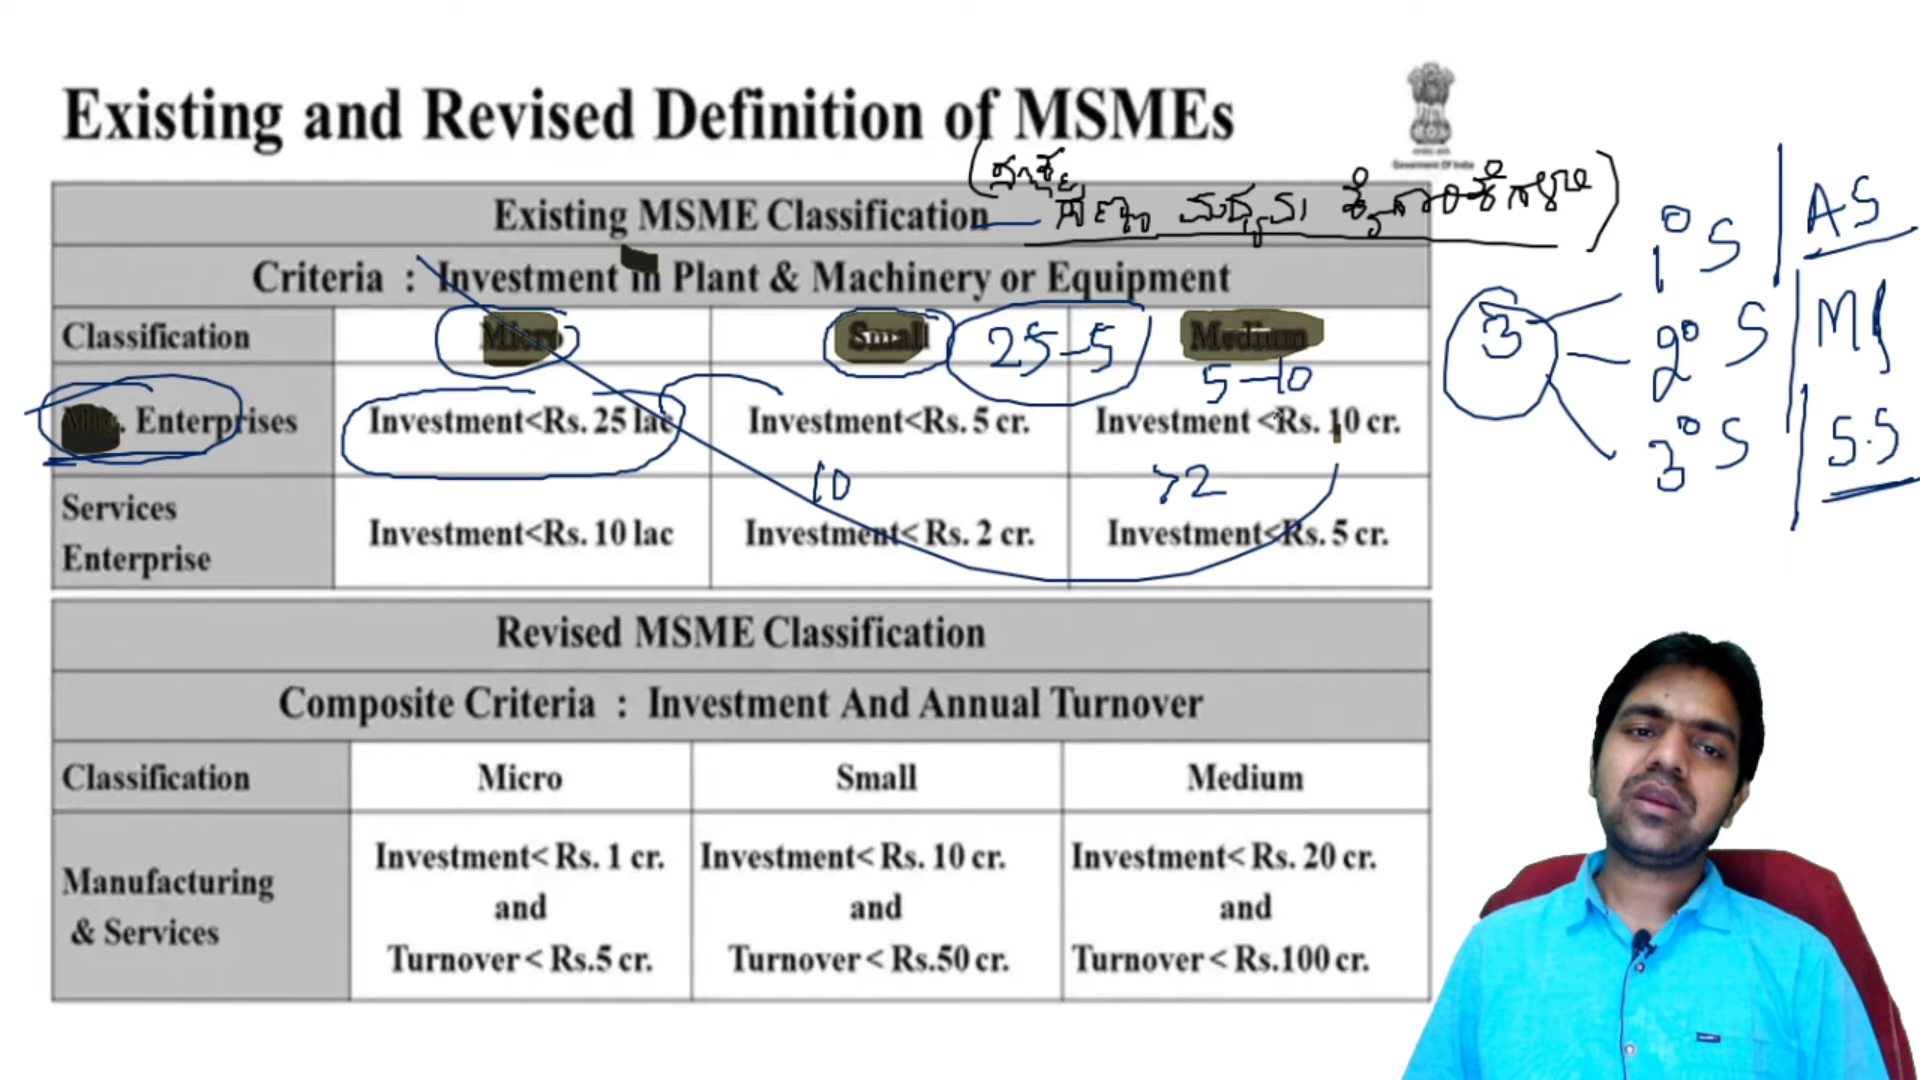 Existing and Revised Definition of MSMEs
Existing MSME Classification
Criteria : Investment in Plant & Machinery or Equipment
Classification Micro Small 25-5 Medium
5-10
Enterprises Investment<Rs. 25 lac Investment<Rs. 5 cr. Investment <Rs. 10 cr.
10 >2
Services Enterprise Investment<Rs. 10 lac Investment< Rs. 2 cr. Investment<Rs. 5 cr.
Revised MSME Classification
Composite Criteria : Investment And Annual Turnover
Classification Micro Small Medium
Manufacturing & Services
Investment< Rs. 1 cr. Investment< Rs. 10 cr. Investment< Rs. 20 cr.
and and and
Turnover < Rs.5 cr. Turnover < Rs.50 cr. Turnover < Rs.100 cr.
1° S AS
3 2° S MS
3° S S.S